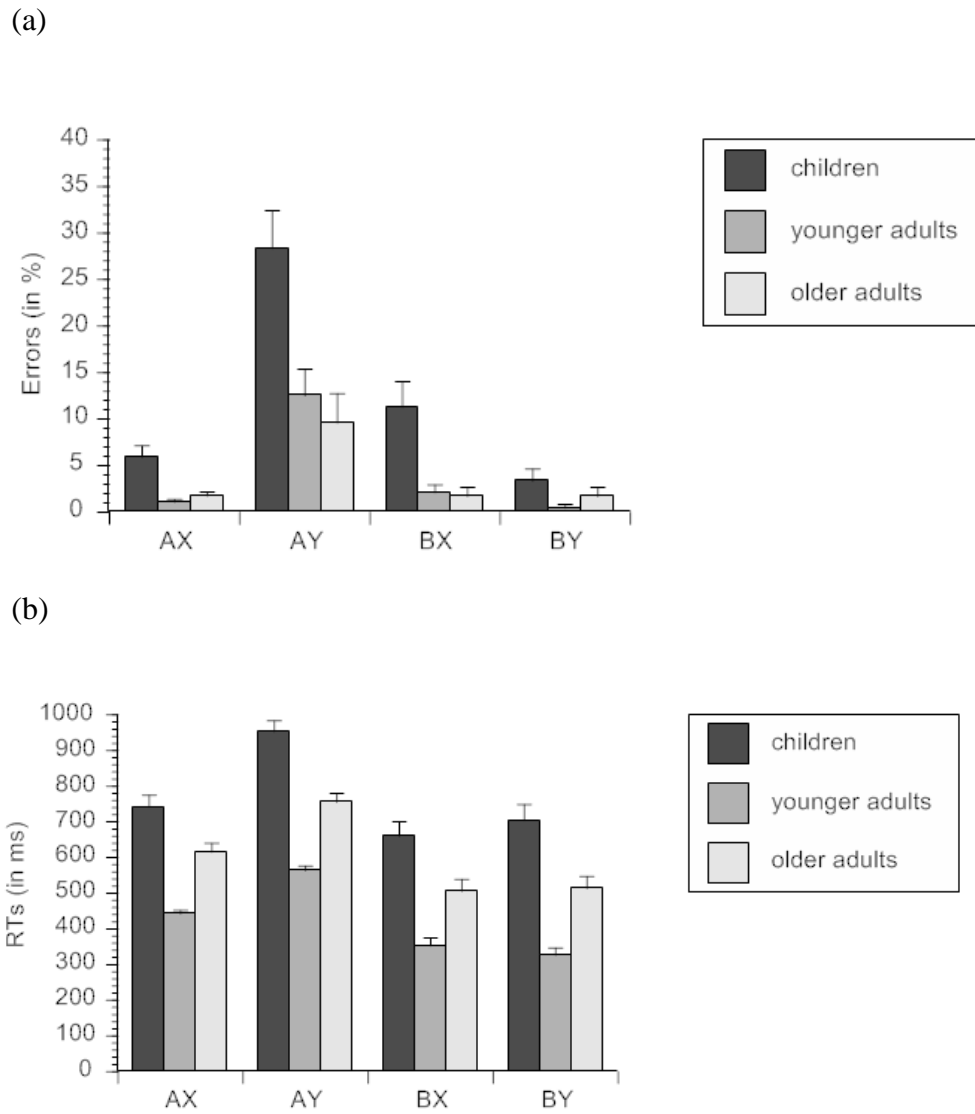 (a)
40
35
30
25
20
15
10
5
0
Errors (in %)
AX AY BX BY
children
younger adults
older adults
(b)
1000
900
800
700
600
500
400
300
200
100
0
RTs (in ms)
AX AY BX BY
children
younger adults
older adults